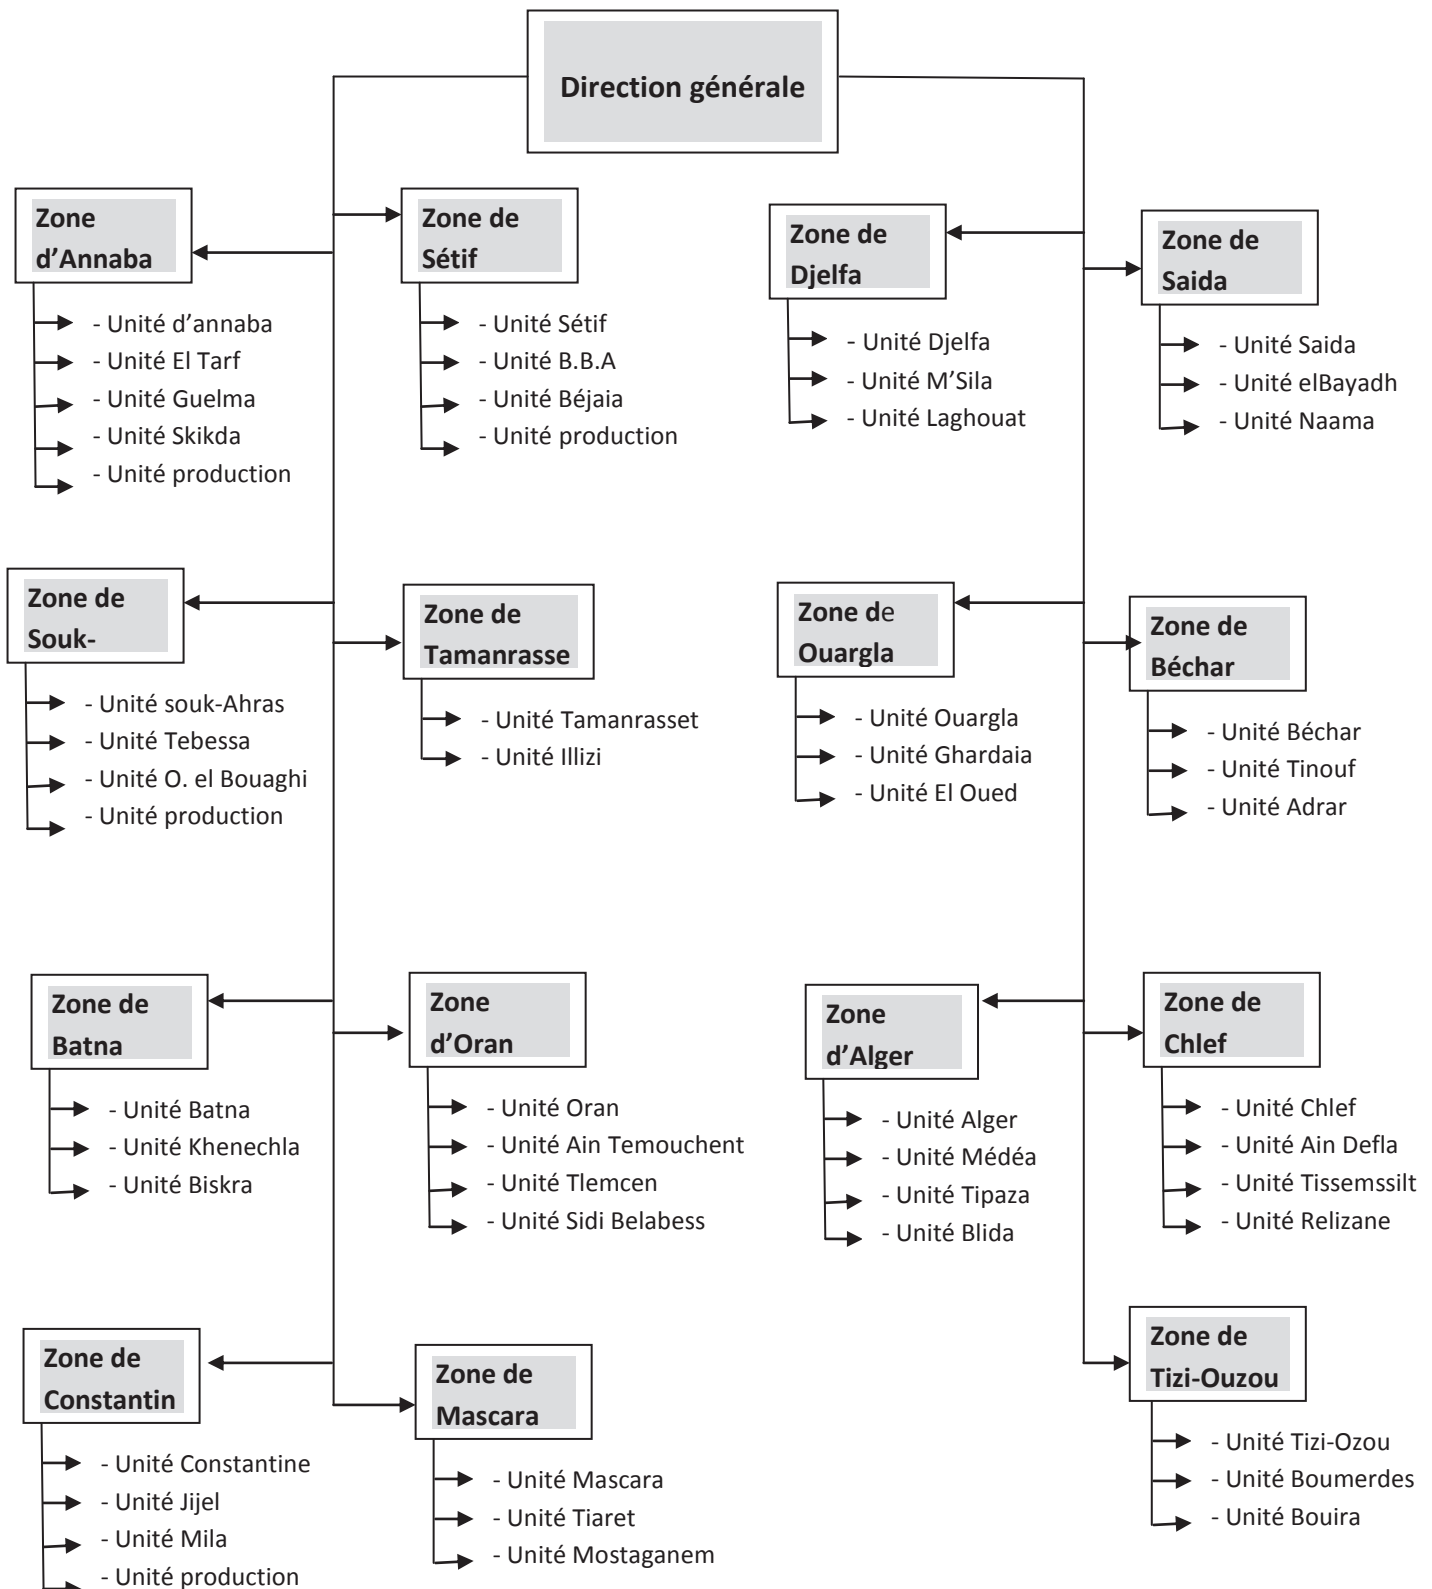 Direction générale
Zone
d'Annaba
- Unité d'annaba
- Unité El Tarf
- Unité Guelma
- Unité Skikda
- Unité production
Zone de
Sétif
- Unité Sétif
- Unité B.B.A
- Unité Béjaia
- Unité production
Zone de
Djelfa
- Unité Djelfa
- Unité M'Sila
- Unité Laghouat
Zone de
Saida
- Unité Saida
- Unité elBayadh
- Unité Naama
Zone de
Souk-
- Unité souk-Ahras
- Unité Tebessa
- Unité O. el Bouaghi
- Unité production
Zone de
Tamanrasse
- Unité Tamanrasset
- Unité Illizi
Zone de
Ouargla
- Unité Ouargla
- Unité Ghardaia
- Unité El Oued
Zone de
Béchar
- Unité Béchar
- Unité Tinouf
- Unité Adrar
Zone de
Batna
- Unité Batna
- Unité Khenechla
- Unité Biskra
Zone
d'Oran
- Unité Oran
- Unité Ain Temouchent
- Unité Tlemcen
- Unité Sidi Belabess
Zone
d'Alger
- Unité Alger
- Unité Médéa
- Unité Tipaza
- Unité Blida
Zone de
Chlef
- Unité Chlef
- Unité Ain Defla
- Unité Tissemssilt
- Unité Relizane
Zone de
Constantin
- Unité Constantine
- Unité Jijel
- Unité Mila
- Unité production
Zone de
Mascara
- Unité Mascara
- Unité Tiaret
- Unité Mostaganem
Zone de
Tizi-Ouzou
- Unité Tizi-Ozou
- Unité Boumerdes
- Unité Bouira